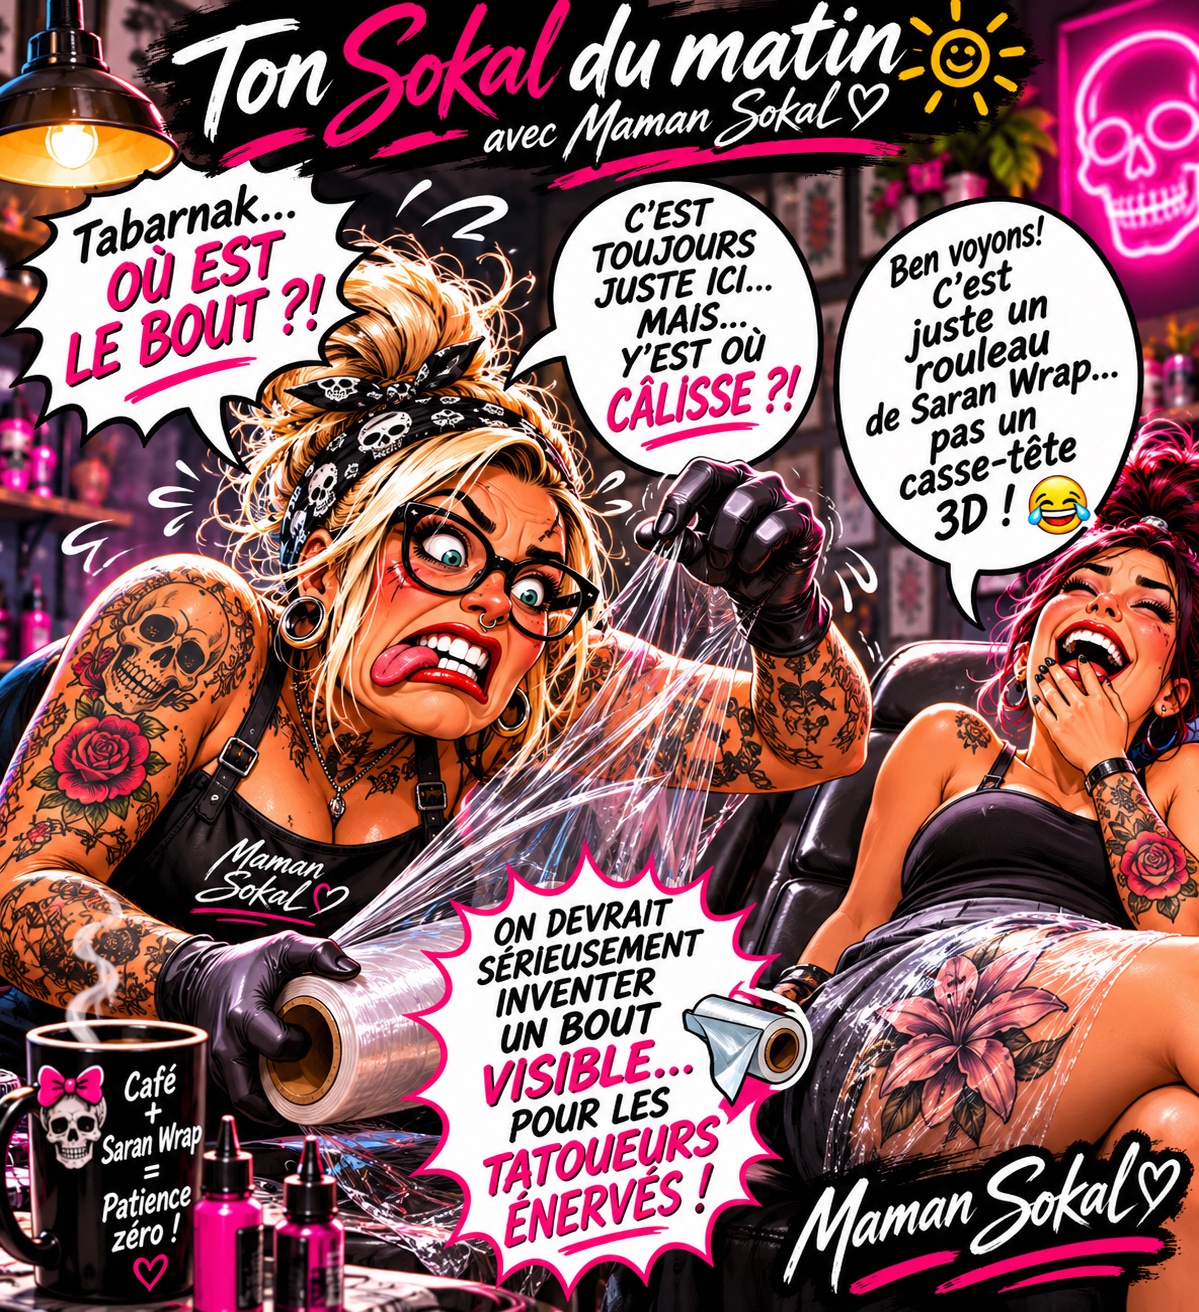 Ton Sokal du matin
avec Maman Sokal
Tabarnak...
OÙ EST
LE BOUT ?!
C'EST
TOUJOURS
JUSTE ICI...
MAIS...
Y'EST OÙ
CÂLISSE ?!
Ben voyons!
C'est
juste un
rouleau
de Saran Wrap...
pas un
casse-tête
3D ! 😂
Maman
Sokal
ON DEVRAIT
SÉRIEUSEMENT
INVENTER
UN BOUT
VISIBLE...
POUR LES
TATOUEURS
ÉNERVÉS !
Café
+
Saran Wrap
=
Patience
zéro !
Maman Sokal